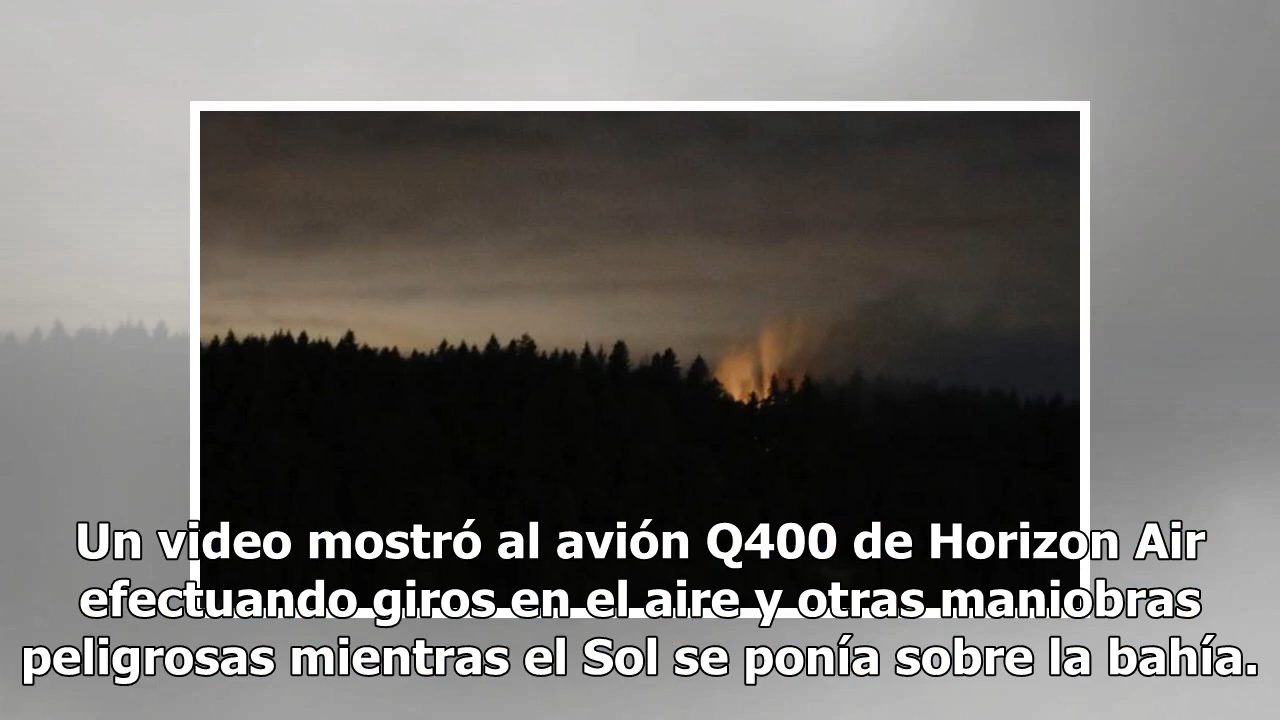 Un video mostró al avión Q400 de Horizon Air
efectuando giros en el aire y otras maniobras
peligrosas mientras el Sol se ponía sobre la bahía.